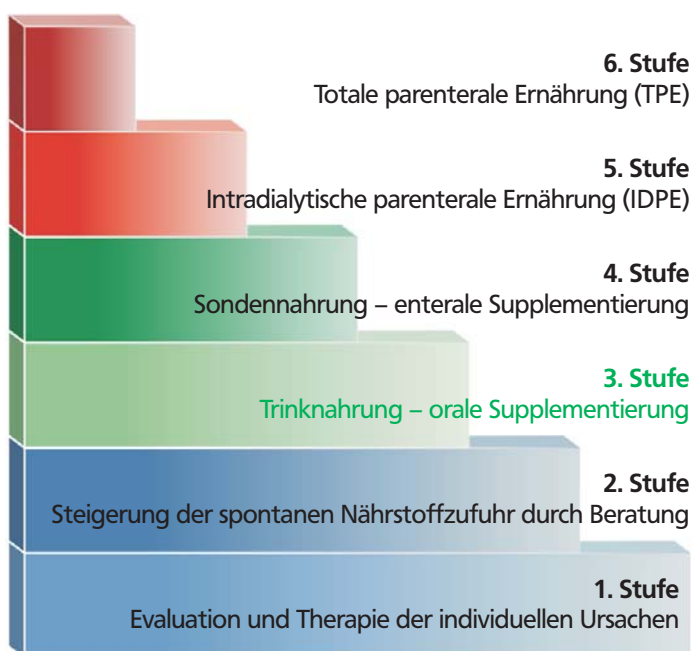 6. Stufe
Totale parenterale Ernährung (TPE)
5. Stufe
Intradialytische parenterale Ernährung (IDPE)
4. Stufe
Sondennahrung – enterale Supplementierung
3. Stufe
Trinknahrung – orale Supplementierung
2. Stufe
Steigerung der spontanen Nährstoffzufuhr durch Beratung
1. Stufe
Evaluation und Therapie der individuellen Ursachen